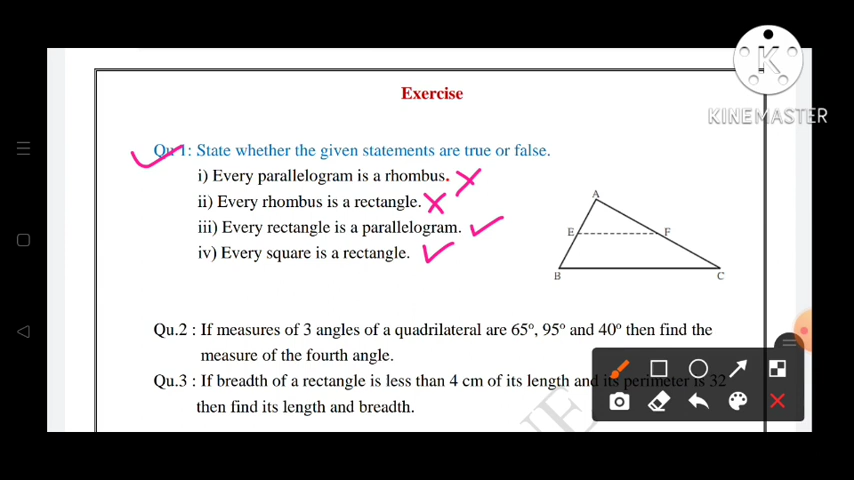 KINEMASTER
Exercise
Qu 1: State whether the given statements are true or false.
i) Every parallelogram is a rhombus.
ii) Every rhombus is a rectangle.
iii) Every rectangle is a parallelogram.
iv) Every square is a rectangle.
A
E F
B C
Qu.2 : If measures of 3 angles of a quadrilateral are 65º, 95º and 40º then find the
measure of the fourth angle.
Qu.3 : If breadth of a rectangle is less than 4 cm of its length and its perimeter is 32
then find its length and breadth.